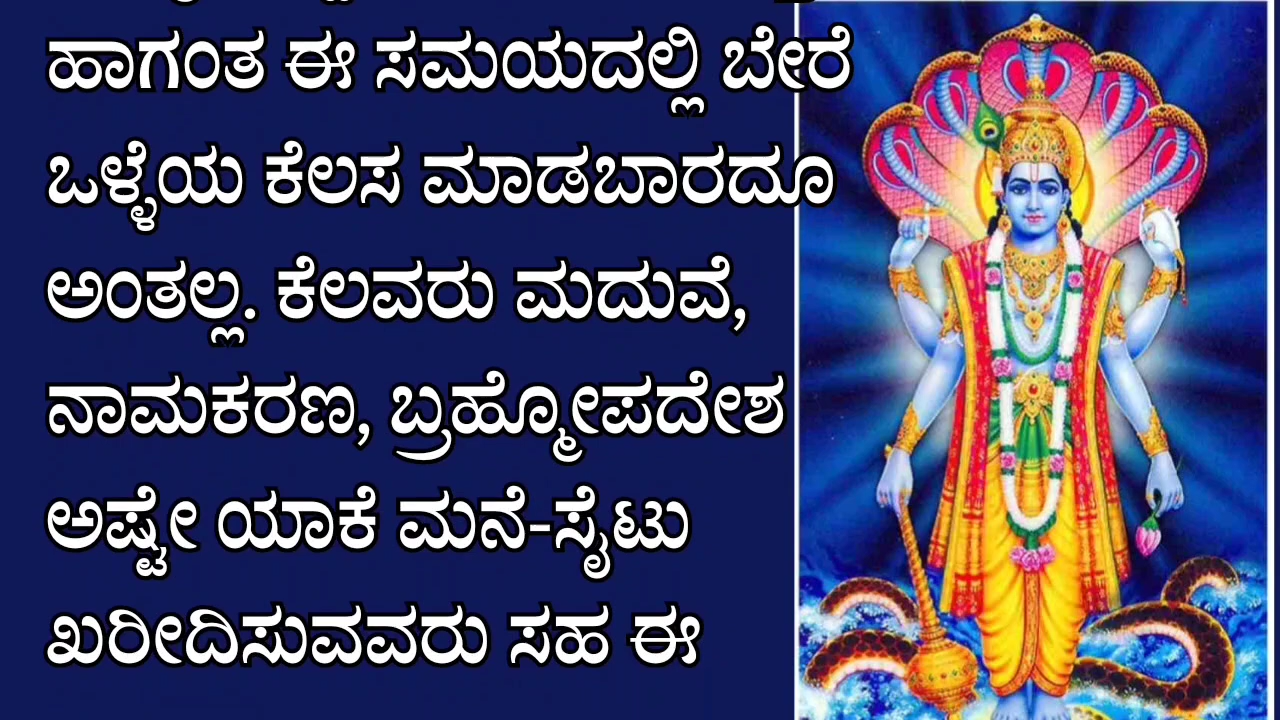 ಹಾಗಂತ ಈ ಸಮಯದಲ್ಲಿ ಬೇರೆ
ಒಳ್ಳೆಯ ಕೆಲಸ ಮಾಡಬಾರದೂ
ಅಂತಲ್ಲ. ಕೆಲವರು ಮದುವೆ,
ನಾಮಕರಣ, ಬ್ರಹ್ಮೋಪದೇಶ
ಅಷ್ಟೇ ಯಾಕೆ ಮನೆ-ಸೈಟು
ಖರೀದಿಸುವವರು ಸಹ ಈ